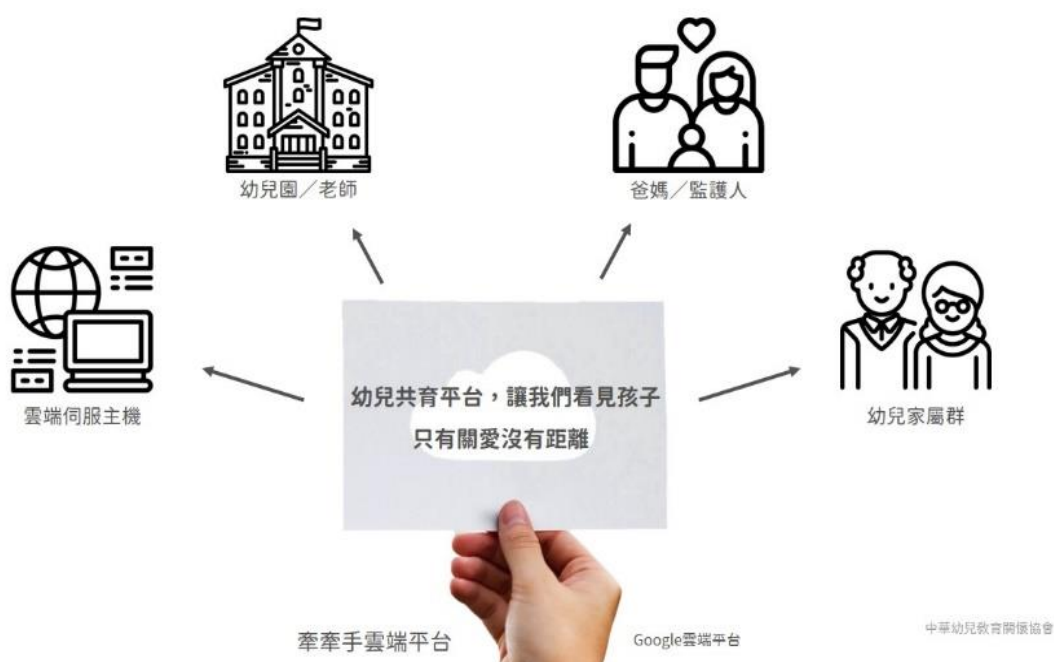 幼兒園／老師
爸媽／監護人
雲端伺服主機
幼兒共育平台，讓我們看見孩子
只有關愛沒有距離
幼兒家屬群
牽牽手雲端平台
Google雲端平台
中華幼兒教育關懷協會